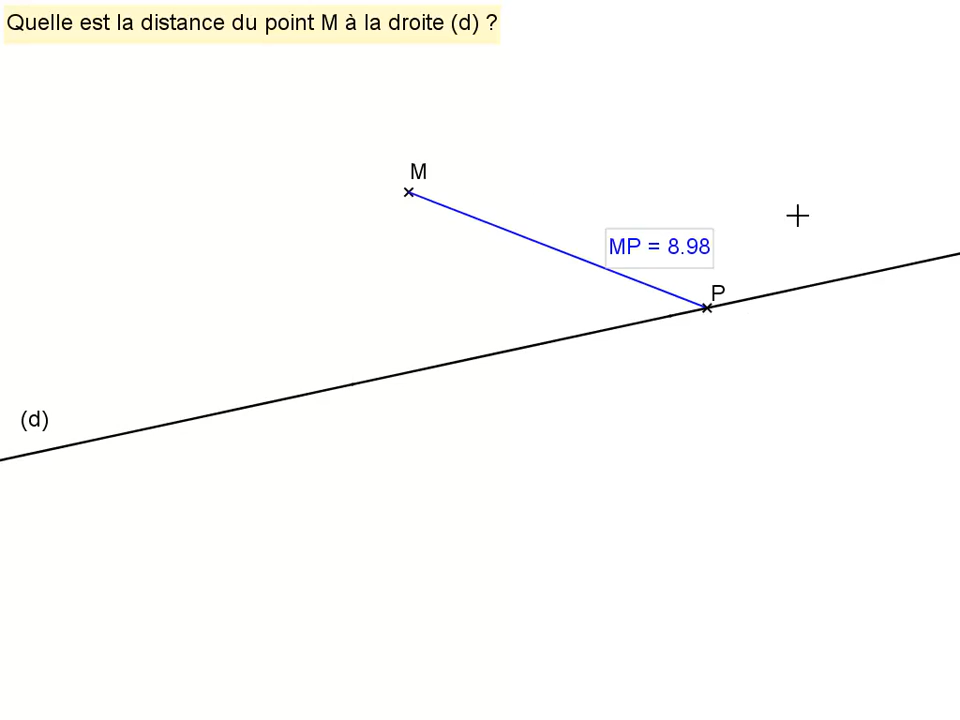 Quelle est la distance du point M à la droite (d) ?
M
MP = 8.98
P
(d)